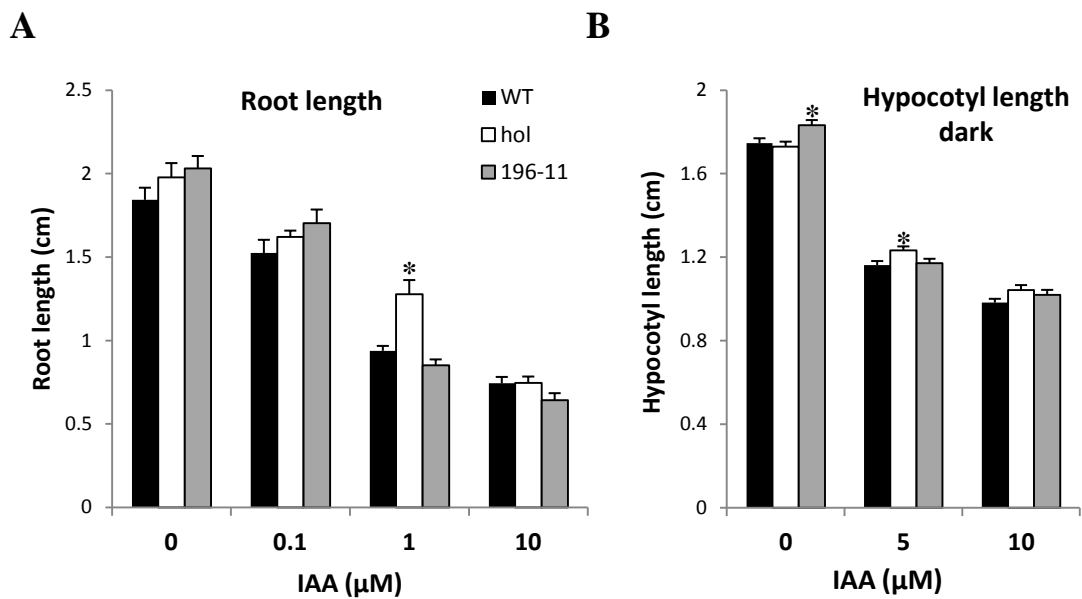 A
Root length
WT
hol
196-11
2.5
2
1.5
1
0.5
0
Root length (cm)
*
0 0.1 1 10
IAA (µM)
B
Hypocotyl length
dark
2
1.6
1.2
0.8
0.4
0
Hypocotyl length (cm)
*
*
0 5 10
IAA (µM)